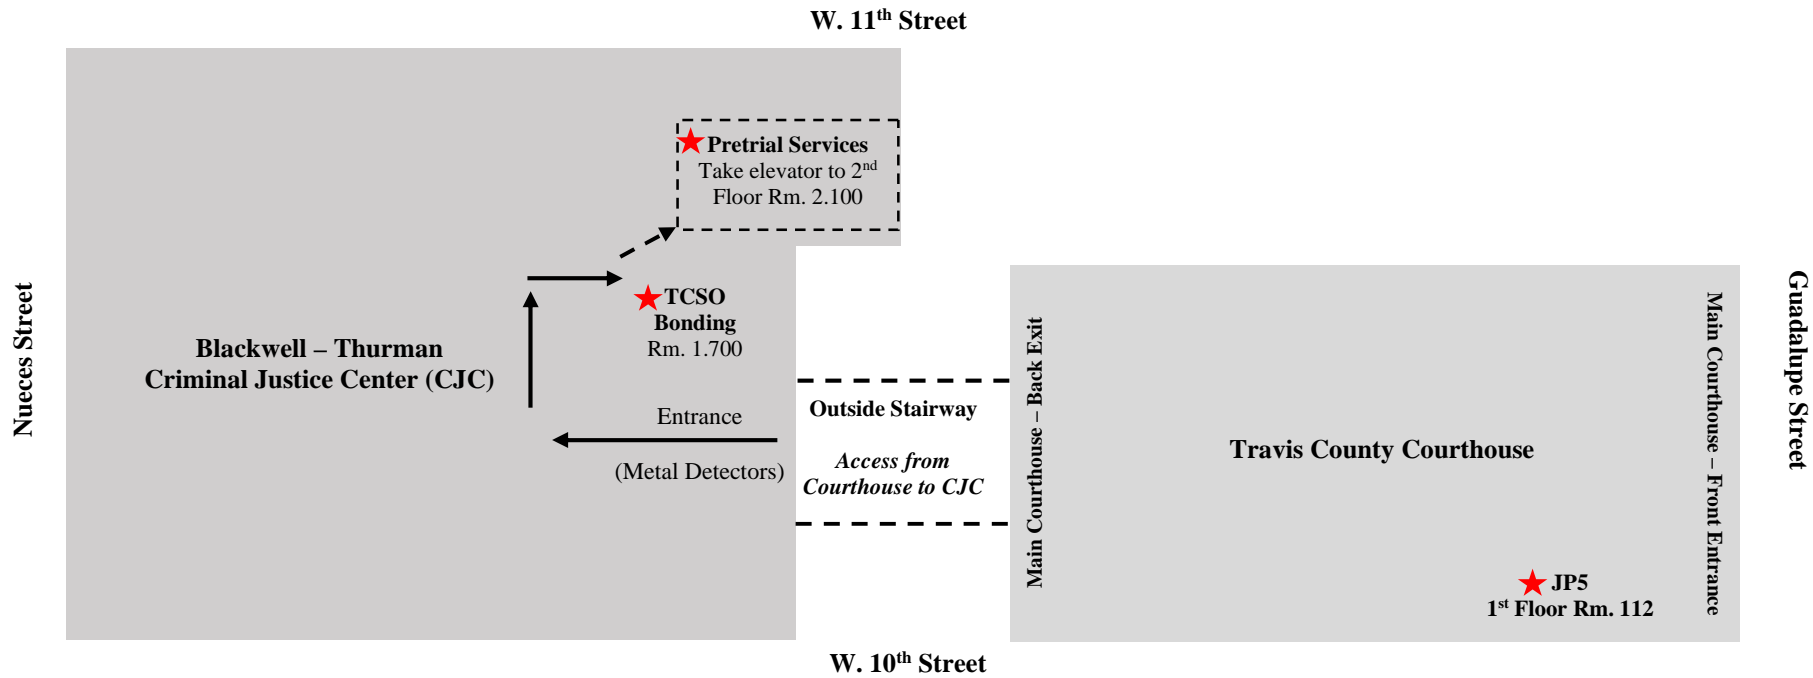 W. 11th Street
Pretrial Services
Take elevator to 2nd
Floor Rm. 2.100
TCSO
Bonding
Rm. 1.700
Blackwell – Thurman
Criminal Justice Center (CJC)
Entrance
(Metal Detectors)
Nueces Street
Outside Stairway
Access from
Courthouse to CJC
Main Courthouse – Back Exit
Travis County Courthouse
Main Courthouse – Front Entrance
JP5
1st Floor Rm. 112
Guadalupe Street
W. 10th Street